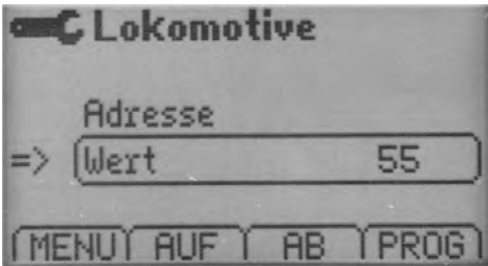 Lokomotive
Adresse
=> Wert 55
MENU AUF AB PROG